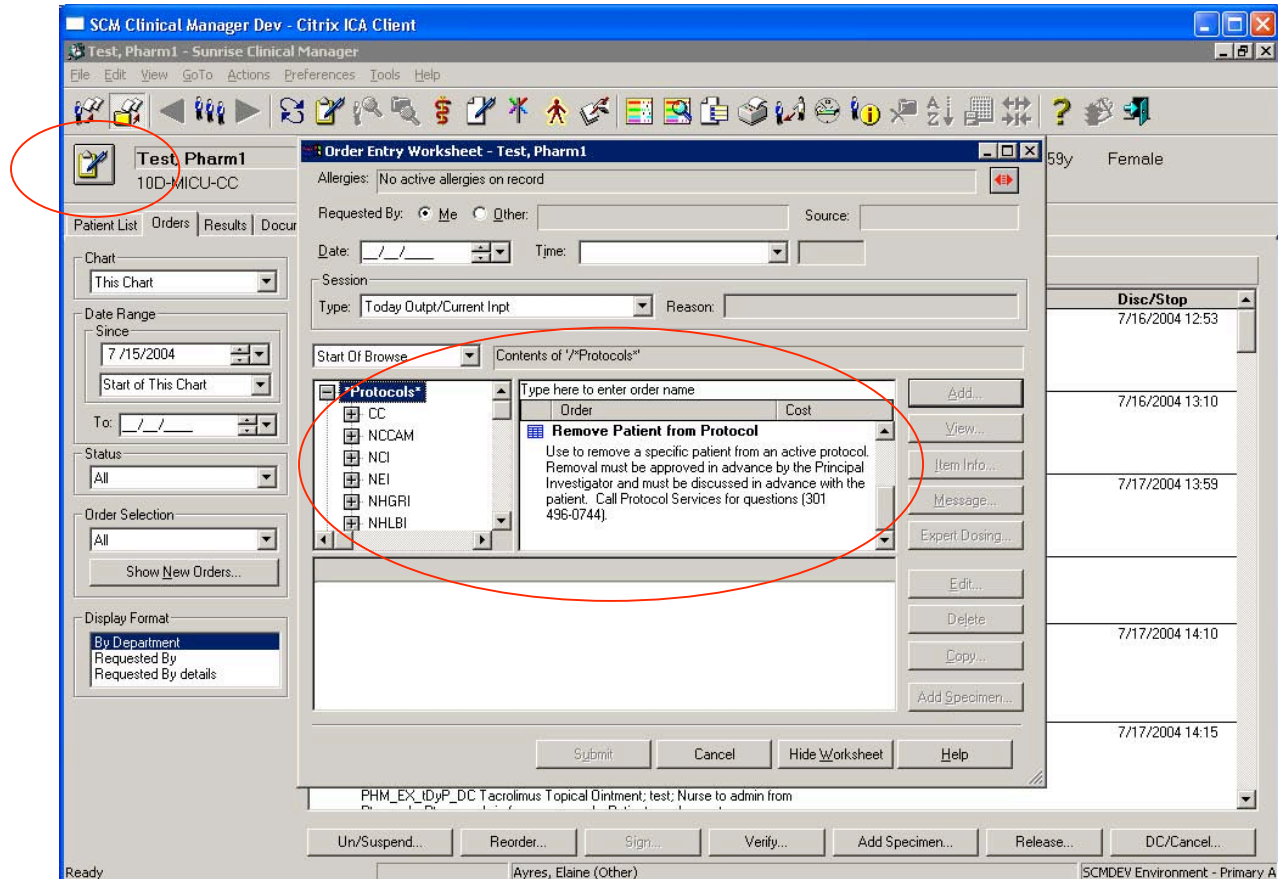 SCM Clinical Manager Dev - Citrix ICA Client
Test, Pharm1 - Sunrise Clinical Manager
File Edit View GoTo Actions Preferences Tools Help
Test, Pharm1
10D-MICU-CC
59y Female
Patient List Orders Results Docur
Chart
This Chart
Date Range
Since
7 /15/2004
Start of This Chart
To: __/__/____
Status
All
Order Selection
All
Show New Orders...
Display Format
By Department
Requested By
Requested By details
Order Entry Worksheet - Test, Pharm1
Allergies: No active allergies on record
Requested By: Me Other: Source:
Date: __/__/____ Time:
Session
Type: Today Outpt/Current Inpt Reason:
Start Of Browse Contents of '/*Protocols*'
*Protocols*
CC
NCCAM
NCI
NEI
NHGRI
NHLBI
Type here to enter order name
Order Cost
Remove Patient from Protocol
Use to remove a specific patient from an active protocol.
Removal must be approved in advance by the Principal
Investigator and must be discussed in advance with the
patient. Call Protocol Services for questions (301
496-0744).
Add...
View...
Item Info...
Message...
Expert Dosing...
Edit...
Delete
Copy...
Add Specimen...
Submit Cancel Hide Worksheet Help
Disc/Stop
7/16/2004 12:53
7/16/2004 13:10
7/17/2004 13:59
7/17/2004 14:10
7/17/2004 14:15
PHM_EX_tDyP_DC Tacrolimus Topical Ointment; test; Nurse to admin from
Un/Suspend... Reorder... Sign... Verify... Add Specimen... Release... DC/Cancel...
Ready Ayres, Elaine (Other) SCMDEV Environment - Primary A